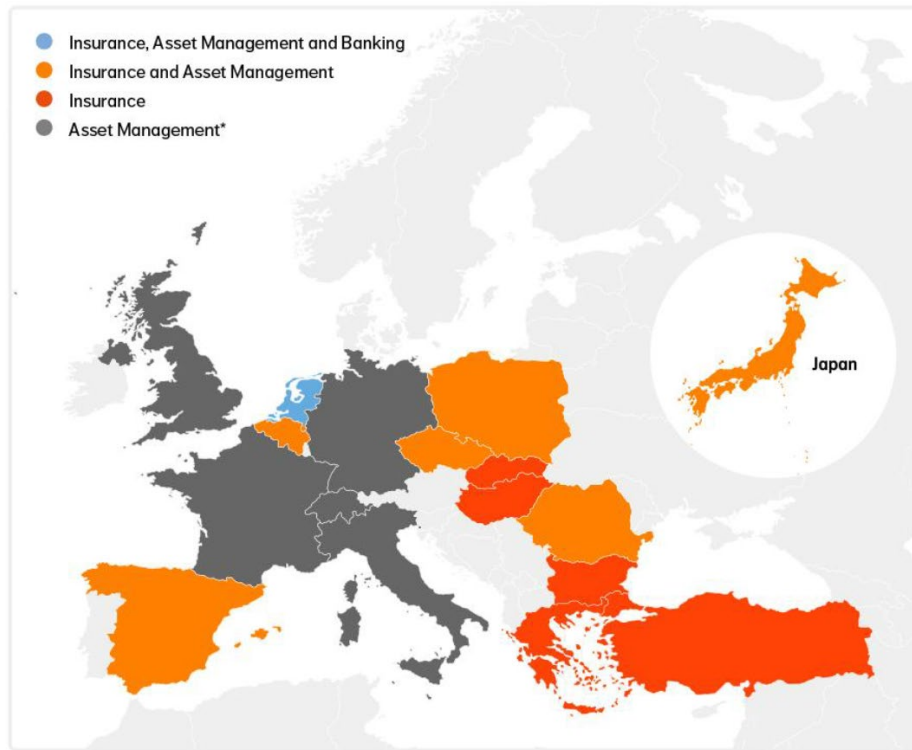 Insurance, Asset Management and Banking
Insurance and Asset Management
Insurance
Asset Management*
Japan